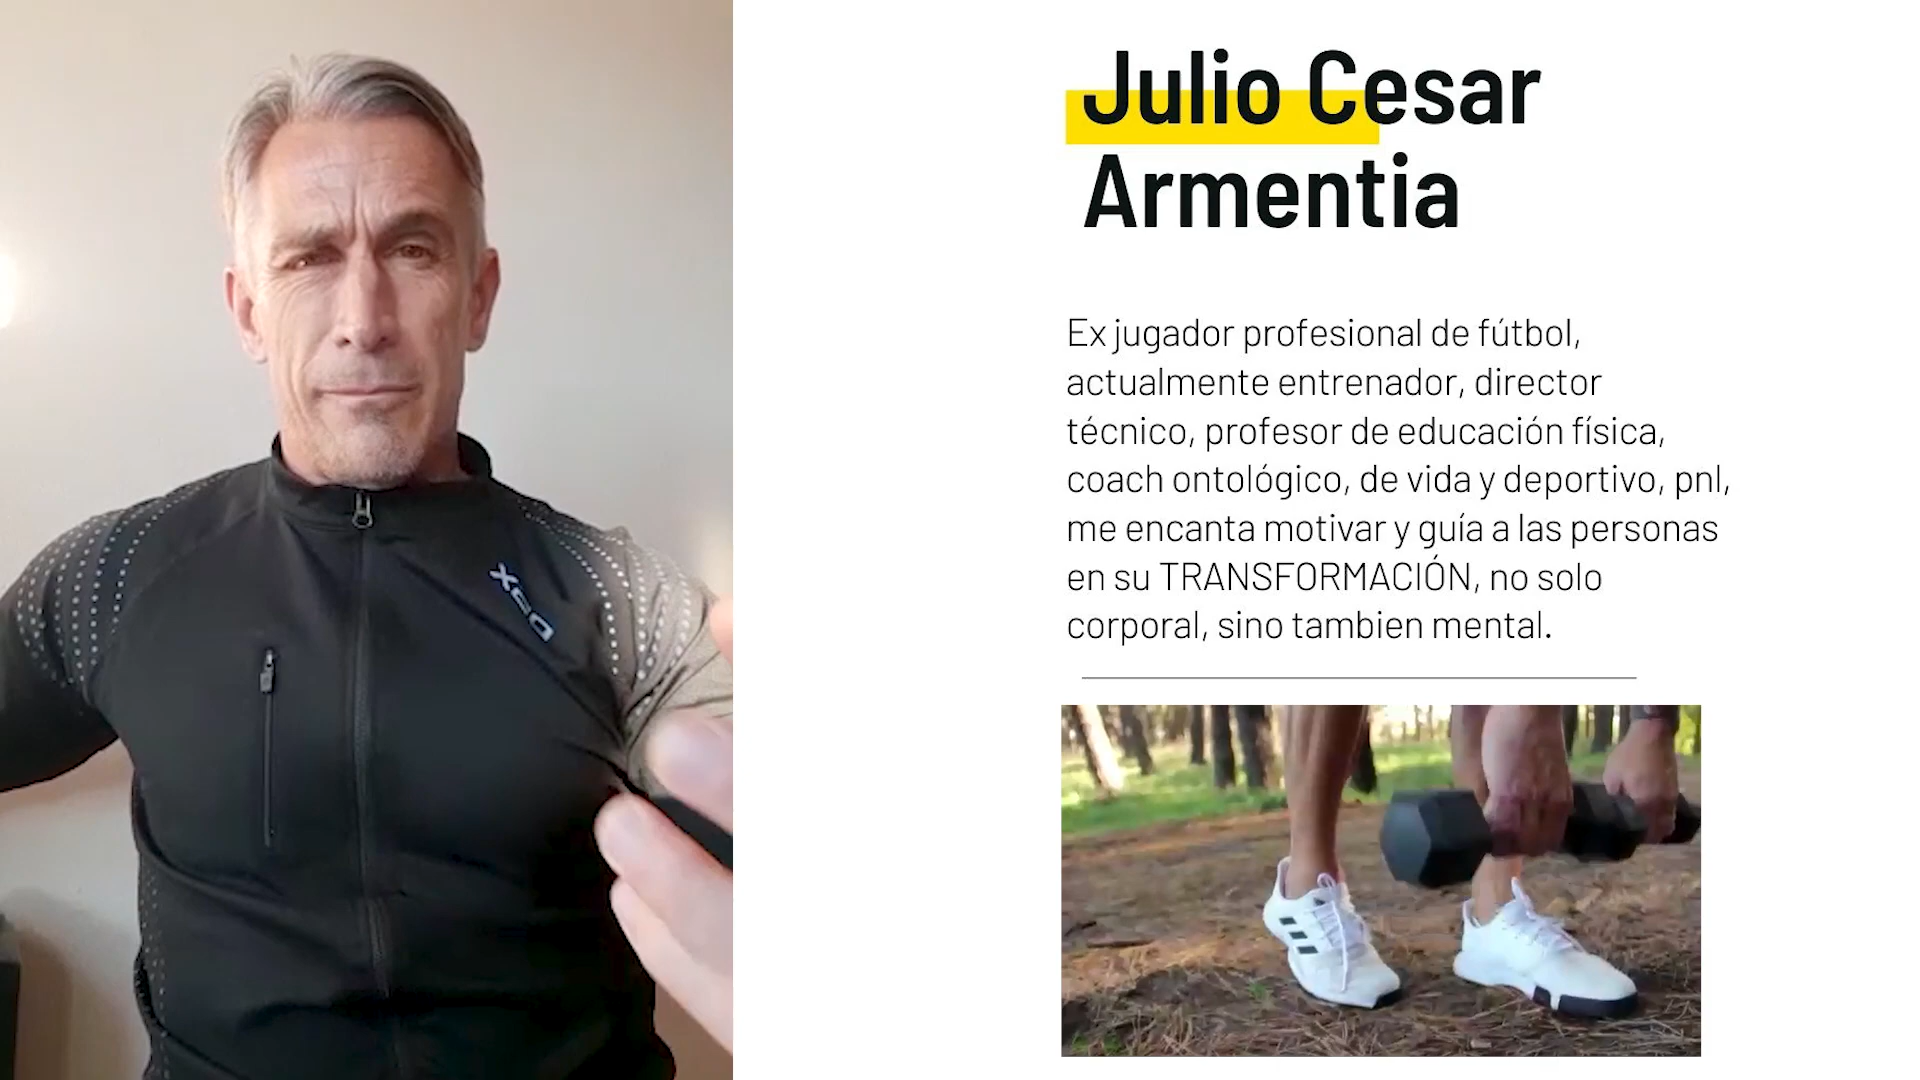 Julio Cesar
Armentia
Ex jugador profesional de fútbol,
actualmente entrenador, director
técnico, profesor de educación física,
coach ontológico, de vida y deportivo, pnl,
me encanta motivar y guía a las personas
en su TRANSFORMACIÓN, no solo
corporal, sino tambien mental.